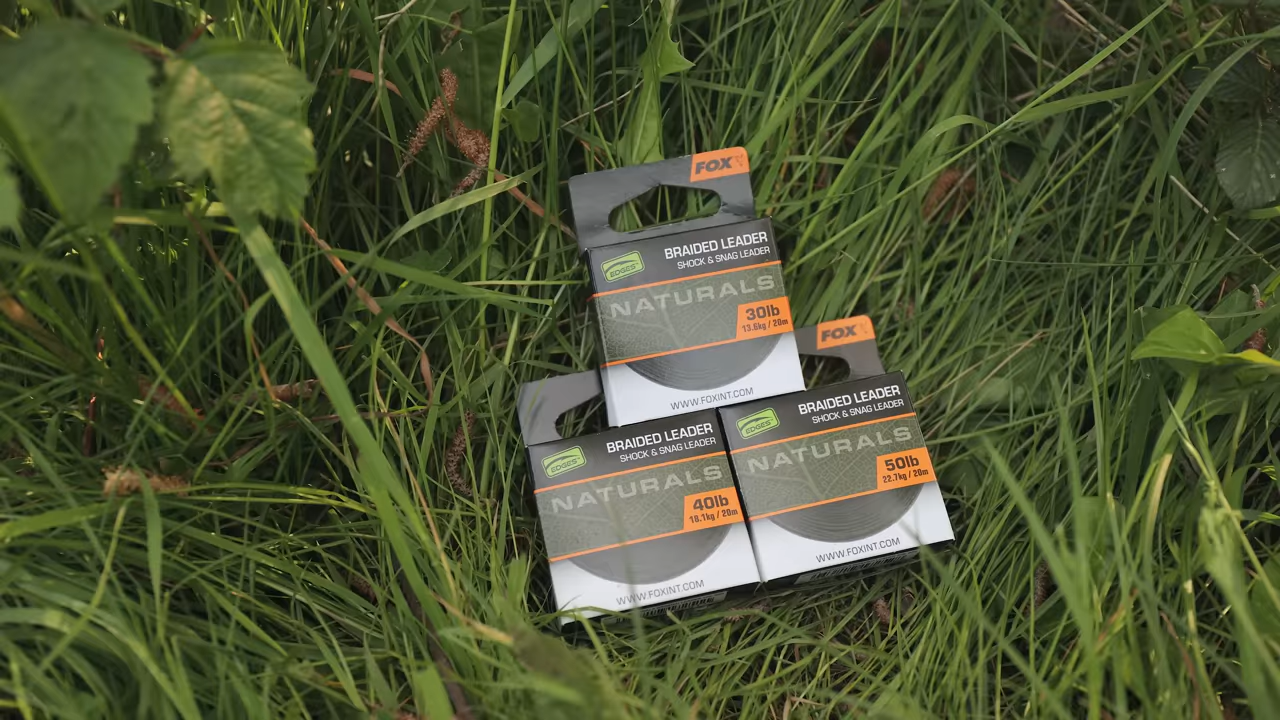 FOX
BRAIDED LEADER
SHOCK & SNAG LEADER
EDGES
NATURALS
30lb
13.6kg / 20m
WWW.FOXINT.COM
BRAIDED LEADER
SHOCK & SNAG LEADER
EDGES
NATURALS
40lb
18.1kg / 20m
WWW.FOXINT.COM
FOX
BRAIDED LEADER
SHOCK & SNAG LEADER
EDGES
NATURALS
50lb
22.7kg / 20m
WWW.FOXINT.COM